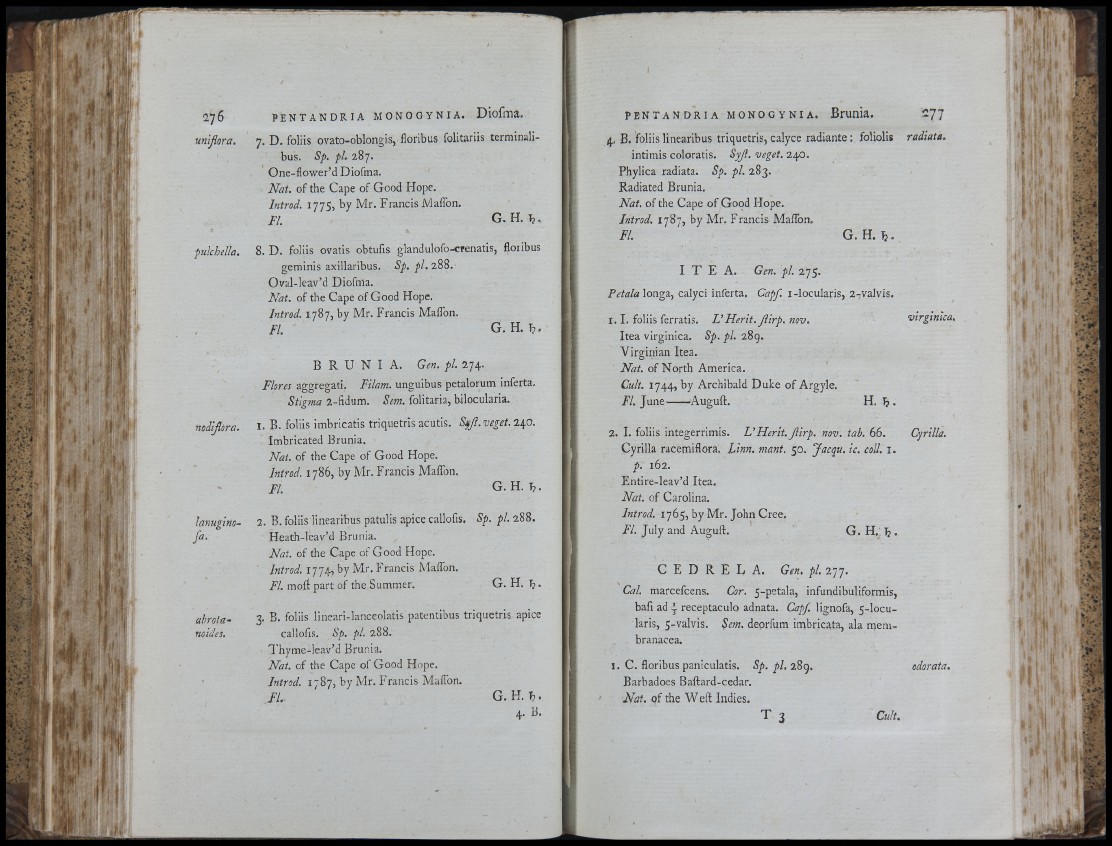 276 PENTANDRIA MONOGYNIA. Dioſma.
uniflora. 7. D. foliis ovato-oblongis, floribus ſolitariis terminali-
bus. Sp. pl. 287.
One-flower'd Dioſma.
Nat. of the Cape of Good Hope.
Introd. 1775, by Mr. Francis Maſſon.
Fl. G. H. ♄.
pulchella. 8. D. foliis ovatis obtuſis glanduloſo-crenatis, floribus
geminis axillaribus. Sp. pl. 288.
Oval-leav'd Dioſma.
Nat. of the Cape of Good Hope.
Introd. 1787, by Mr. Francis Maſſon.
Fl. G. H. ♄.
BRUNIA. Gen. pl. 274.
Flores aggregati. Filam. unguibus petalorum inſerta.
Stigma 2-fidum. Sem. ſolitaria, bilocularia.
nodiflora. 1. B. foliis imbricatis triquetris acutis. Syſt. veget. 240.
Imbricated Brunia.
Nat. of the Cape of Good Hope.
Introd. 1786, by Mr. Francis Maſſon.
Fl. G. H. ♄.
lanugino- 2. B. foliis linearibus patulis apice calloſis. Sp. pl. 288.
ſa. Heath-leav'd Brunia.
Nat. of the Cape of Good Hope.
Introd. 1774, by Mr. Francis Maſſon.
Fl. moſt part of the Summer. G. H. ♄.
abrota- 3. B. foliis lineari-lanceolatis patentibus triquetris apice
noides. calloſis. Sp. pl. 288.
Thyme-leav'd Brunia.
Nat. of the Cape of Good Hope.
Introd. 1787, by Mr. Francis Maſſon.
Fl. G. H. ♄.
4. B.
PENTANDRIA MONOGYNIA. Brunia. 277
4. B. foliis linearibus triquetris, calyce radiante: foliolis radiata.
intimis coloratis. Syſt. veget. 240.
Phylica radiata. Sp. pl. 283.
Radiated Brunia.
Nat. of the Cape of Good Hope.
Introd. 1787, by Mr. Francis Maſſon.
Fl. G. H. ♄.
ITEA. Gen. pl. 275.
Petala longa, calyci inſerta. Capſ. 1-locularis, 2-valvis.
1. I. foliis ſerratis. L'Herit. ſtirp. nov. virginica.
Itea virginica. Sp. pl. 289.
Virginian Itea.
Nat. of North America.
Cult. 1744, by Archibald Duke of Argyle.
Fl. June——Auguſt. H. ♄.
2. I. foliis integerrimis. L'Herit. ſtirp. nov. tab. 66. Cyrilla.
Cyrilla racemiflora. Linn. mant. 50. Jacqu. ic. coll. 1.
p. 162.
Entire-leav'd Itea.
Nat. of Carolina.
Introd. 1765, by Mr. John Cree.
Fl. July and Auguſt. G. H. ♄.
CEDRELA. Gen. pl. 277.
Cal. marceſcens. Cor. 5-petala, infundibuliformis,
baſi ad ⅓ receptaculo adnata. Capſ. lignoſa, 5-locu-
laris, 5-valvis. Sem. deorſum imbricata, ala mem-
branacea.
1. C. floribus paniculatis. Sp. pl. 289. odorata.
Barbadoes Baſtard-cedar.
Nat. of the Weſt Indies.
T 3 Cult.